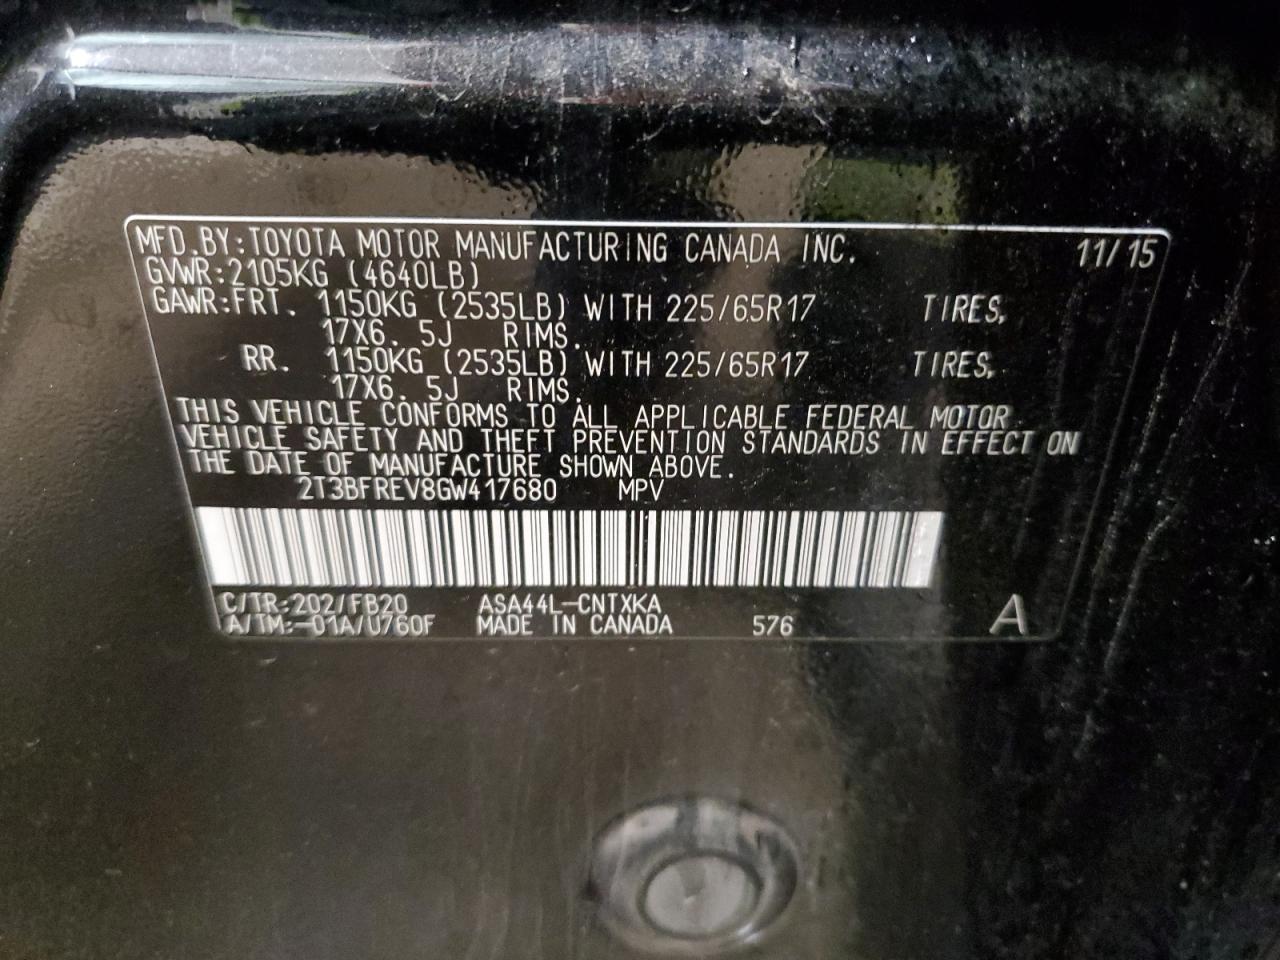 MFD.BY:TOYOTA MOTOR MANUFACTURING CANADA INC. 11/15
GVWR:2105KG (4640LB)
GAWR:FRT. 1150KG (2535LB) WITH 225/65R17 TIRES,
17X6.5J RIMS.
RR. 1150KG (2535LB) WITH 225/65R17 TIRES,
17X6.5J RIMS.
THIS VEHICLE CONFORMS TO ALL APPLICABLE FEDERAL MOTOR
VEHICLE SAFETY AND THEFT PREVENTION STANDARDS IN EFFECT ON
THE DATE OF MANUFACTURE SHOWN ABOVE.
2T3BFREV8GW417680 MPV
C/TR:202/FB20 ASA44L-CNTXKA
A/TM:-01A/U760F MADE IN CANADA 576 A